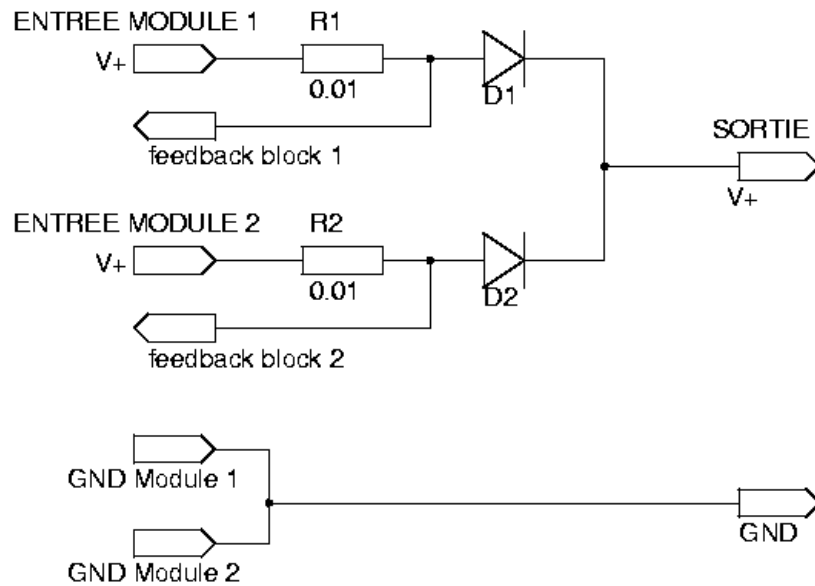 ENTREE MODULE 1
R1
V+
0.01
D1
feedback block 1
SORTIE
V+
ENTREE MODULE 2
R2
V+
0.01
D2
feedback block 2
GND Module 1
GND
GND Module 2